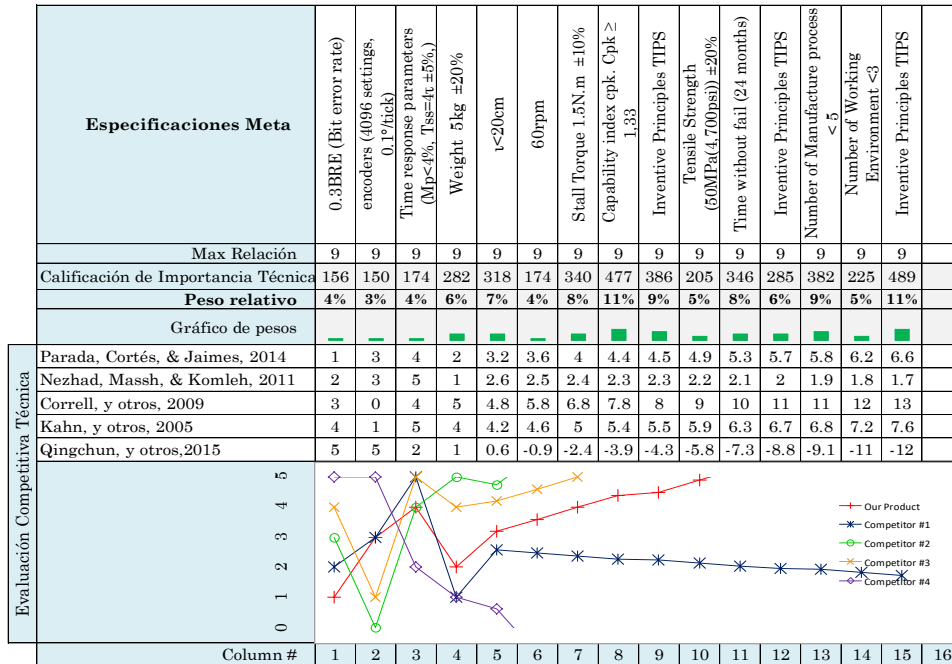 Especificaciones Meta
0.3BRE (Bit error rate)
encoders (4096 settings,
0.1°/tick)
Time response parameters
(Mp<4%, Tss=4τ ±5%,)
Weight 5kg ±20%
ι<20cm
60rpm
Stall Torque 1.5N.m ±10%
Capability index cpk. Cpk ≥
1,33
Inventive Principles TIPS
Tensile Strength
(50MPa(4,700psi)) ±20%
Time without fail (24 months)
Inventive Principles TIPS
Number of Manufacture process
< 5
Number of Working
Environment <3
Inventive Principles TIPS
Max Relación 9 9 9 9 9 9 9 9 9 9 9 9 9 9 9
Calificación de Importancia Técnica 156 150 174 282 318 174 340 477 386 205 346 285 382 225 489
Peso relativo 4% 3% 4% 6% 7% 4% 8% 11% 9% 5% 8% 6% 9% 5% 11%
Gráfico de pesos
Evaluación Competitiva Técnica
Parada, Cortés, & Jaimes, 2014 1 3 4 2 3.2 3.6 4 4.4 4.5 4.9 5.3 5.7 5.8 6.2 6.6
Nezhad, Massh, & Komleh, 2011 2 3 5 1 2.6 2.5 2.4 2.3 2.3 2.2 2.1 2 1.9 1.8 1.7
Correll, y otros, 2009 3 0 4 5 4.8 5.8 6.8 7.8 8 9 10 11 11 12 13
Kahn, y otros, 2005 4 1 5 4 4.2 4.6 5 5.4 5.5 5.9 6.3 6.7 6.8 7.2 7.6
Qingchun, y otros,2015 5 5 2 1 0.6 -0.9 -2.4 -3.9 -4.3 -5.8 -7.3 -8.8 -9.1 -11 -12
5
4
3
2
1
0
Our Product
Competitor #1
Competitor #2
Competitor #3
Competitor #4
Column # 1 2 3 4 5 6 7 8 9 10 11 12 13 14 15 16